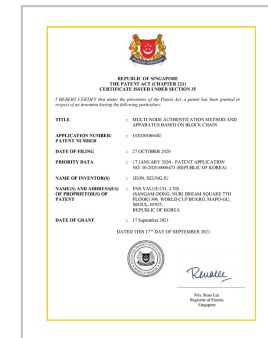 REPUBLIC OF SINGAPORE
THE PATENT ACT (CHAPTER 221)
CERTIFICATE ISSUED UNDER SECTION 35
I HEREBY CERTIFY that under the provisions of the Patent Act, a patent has been granted in
respect of an invention having the following particulars:
TITLE : MULTI-NODE AUTHENTICATION METHOD AND
APPARATUS BASED ON BLOCK CHAIN
APPLICATION NUMBER/ : 10202010664U
PATENT NUMBER
DATE OF FILING : 27 OCTOBER 2020
PRIORITY DATA : 17 JANUARY 2020 - PATENT APPLICATION
NO. 10-2020-0006473 (REPUBLIC OF KOREA)
NAME OF INVENTOR(S) : JEON, SEUNG JU
NAME(S) AND ADDRESS(ES) : FNS VALUE CO., LTD
OF PROPRIETOR(S) OF (SANGAM-DONG, NURI DREAM SQUARE 7TH
PATENT FLOOR) 396, WORLD CUP BUKRO, MAPO-GU,
SEOUL, 03925,
REPUBLIC OF KOREA
DATE OF GRANT : 17 September 2021
DATED THIS 17TH DAY OF SEPTEMBER 2021
Mrs. Rena Lee
Registrar of Patents
Singapore